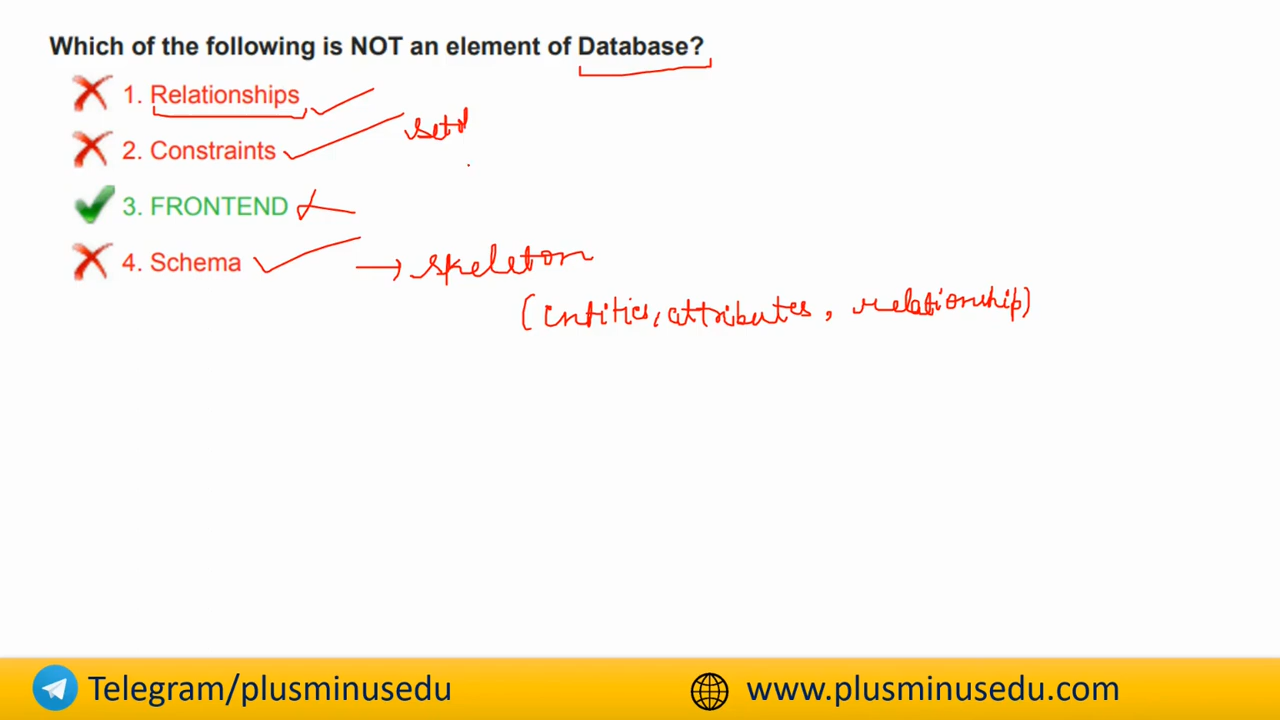 Which of the following is NOT an element of Database?
1. Relationships
2. Constraints
3. FRONTEND
4. Schema
skeleton
(entities, attributes, relationship)
Telegram/plusminusedu
www.plusminusedu.com